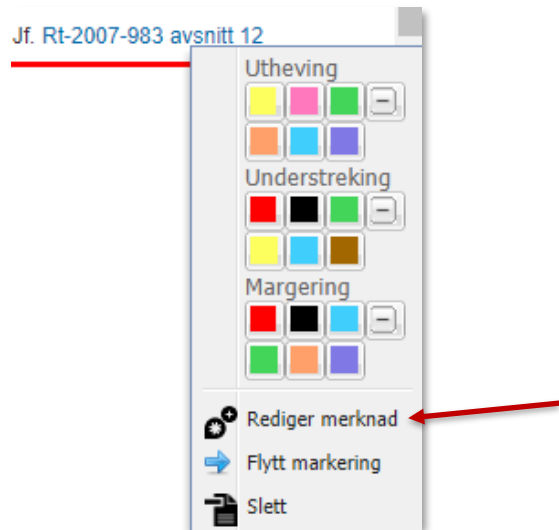 Jf. Rt-2007-983 avsnitt 12
Utheving
Understreking
Margering
Rediger merknad
Flytt markering
Slett